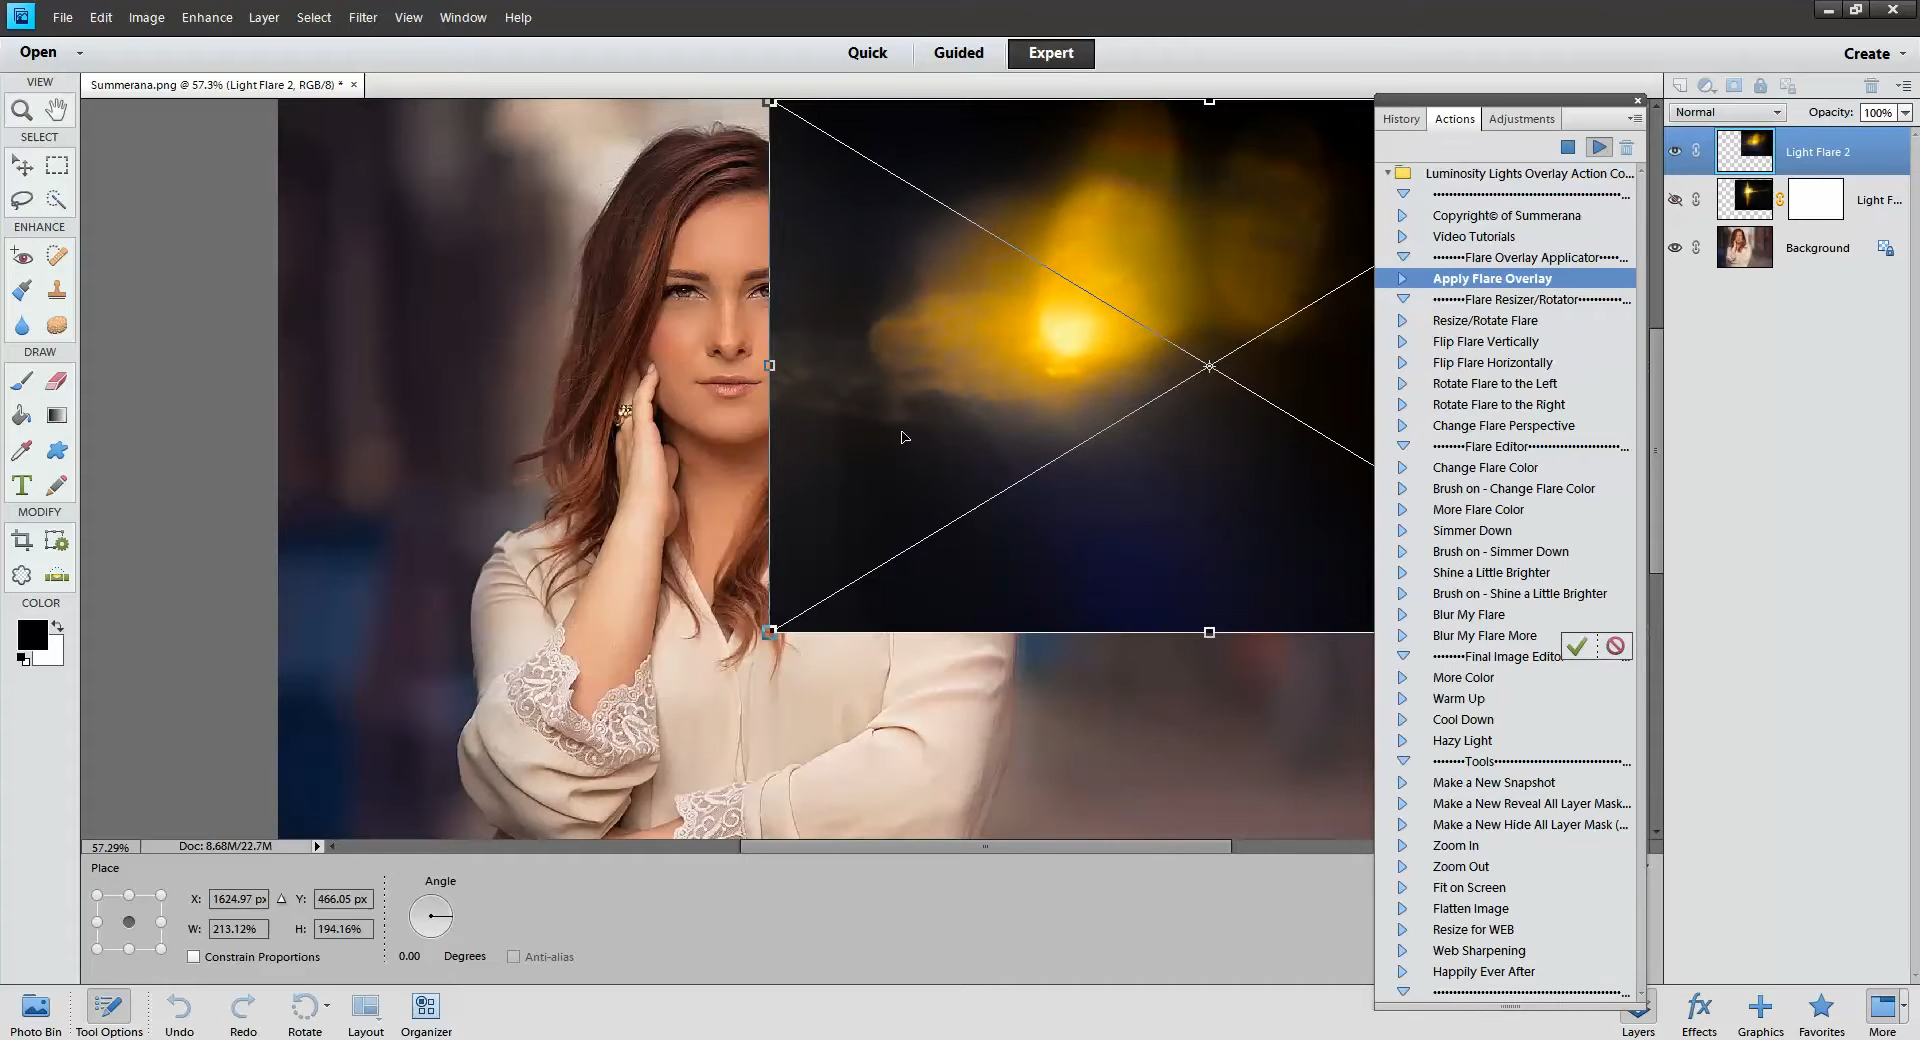 File Edit Image Enhance Layer Select Filter View Window Help
Open Quick Guided Expert Create
VIEW
Summerana.png @ 57.3% (Light Flare 2, RGB/8) * ×
SELECT
ENHANCE
DRAW
MODIFY
COLOR
History Actions Adjustments
Luminosity Lights Overlay Action Co...
Copyright© of Summerana
Video Tutorials
••••••••Flare Overlay Applicator•••••...
Apply Flare Overlay
••••••••Flare Resizer/Rotator•••••••••••...
Resize/Rotate Flare
Flip Flare Vertically
Flip Flare Horizontally
Rotate Flare to the Left
Rotate Flare to the Right
Change Flare Perspective
••••••••Flare Editor•••••••••••••••••••••••...
Change Flare Color
Brush on - Change Flare Color
More Flare Color
Simmer Down
Brush on - Simmer Down
Shine a Little Brighter
Brush on - Shine a Little Brighter
Blur My Flare
Blur My Flare More
••••••••Final Image Edito
More Color
Warm Up
Cool Down
Hazy Light
••••••••Tools••••••••••••••••••••••••••••••••...
Make a New Snapshot
Make a New Reveal All Layer Mask...
Make a New Hide All Layer Mask (...
Zoom In
Zoom Out
Fit on Screen
Flatten Image
Resize for WEB
Web Sharpening
Happily Ever After
Normal Opacity: 100%
Light Flare 2
Light F...
Background
57.29% Doc: 8.68M/22.7M
Place
Angle
X: 1624.97 px Y: 466.05 px
W: 213.12% H: 194.16%
Constrain Proportions 0.00 Degrees Anti-alias
Photo Bin Tool Options Undo Redo Rotate Layout Organizer
Layers Effects Graphics Favorites More